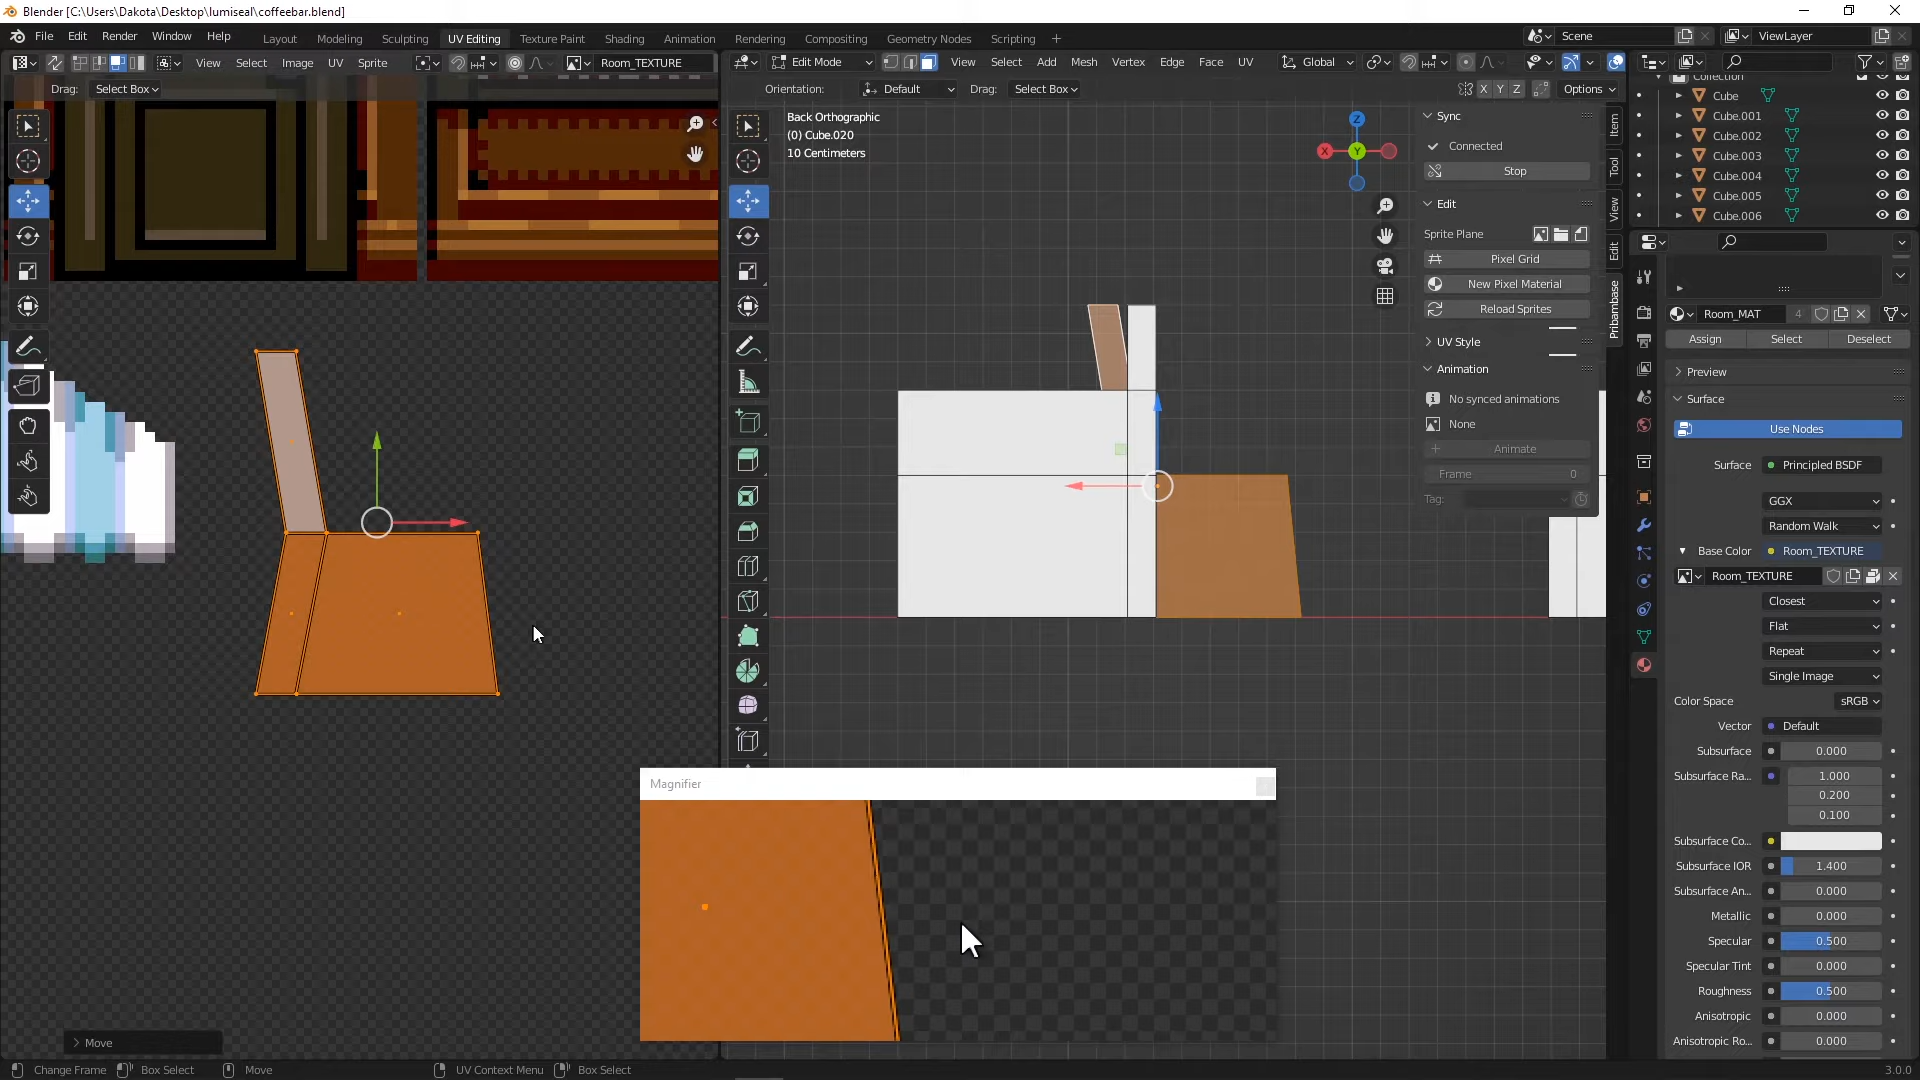 Blender [C:\Users\Dakota\Desktop\lumiseal\coffeebar.blend]
File Edit Render Window Help
Layout Modeling Sculpting UV Editing Texture Paint Shading Animation Rendering Compositing Geometry Nodes Scripting +
Scene
ViewLayer
View Select Image UV Sprite
Room_TEXTURE
Edit Mode
View Select Add Mesh Vertex Edge Face UV
Global
Drag: Select Box
Orientation: Default Drag: Select Box
X Y Z Options
Collection
Cube
Cube.001
Cube.002
Cube.003
Cube.004
Cube.005
Cube.006
Back Orthographic
(0) Cube.020
10 Centimeters
Z
X
Y
Sync
Connected
Stop
Edit
Sprite Plane
Pixel Grid
New Pixel Material
Reload Sprites
UV Style
Animation
No synced animations
None
Animate
Frame 0
Tag:
Item
Tool
View
Edit
Pribambase
Room_MAT 4
Assign Select Deselect
Preview
Surface
Use Nodes
Surface Principled BSDF
GGX
Random Walk
Base Color Room_TEXTURE
Room_TEXTURE
Closest
Flat
Repeat
Single Image
Color Space sRGB
Vector Default
Subsurface 0.000
Subsurface Ra... 1.000
0.200
0.100
Subsurface Co...
Subsurface IOR 1.400
Subsurface An... 0.000
Metallic 0.000
Specular 0.500
Specular Tint 0.000
Roughness 0.500
Anisotropic 0.000
Anisotropic Ro... 0.000
Magnifier
Move
Change Frame Box Select Move UV Context Menu Box Select
3.0.0